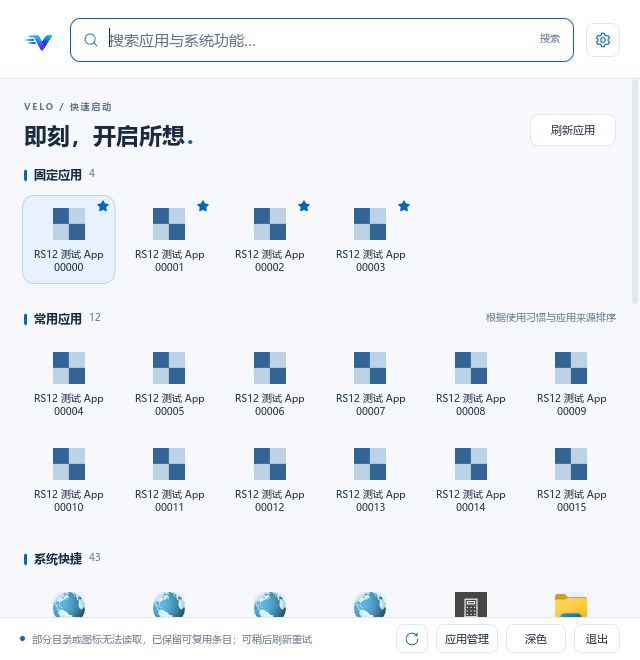 搜索应用与系统功能...
搜索
VELO / 快速启动
即刻，开启所想.
刷新应用
固定应用 4
RS12 测试 App
00000
RS12 测试 App
00001
RS12 测试 App
00002
RS12 测试 App
00003
常用应用 12
根据使用习惯与应用来源排序
RS12 测试 App
00004
RS12 测试 App
00005
RS12 测试 App
00006
RS12 测试 App
00007
RS12 测试 App
00008
RS12 测试 App
00009
RS12 测试 App
00010
RS12 测试 App
00011
RS12 测试 App
00012
RS12 测试 App
00013
RS12 测试 App
00014
RS12 测试 App
00015
系统快捷 43
部分目录或图标无法读取，已保留可复用条目；可稍后刷新重试
应用管理
深色
退出